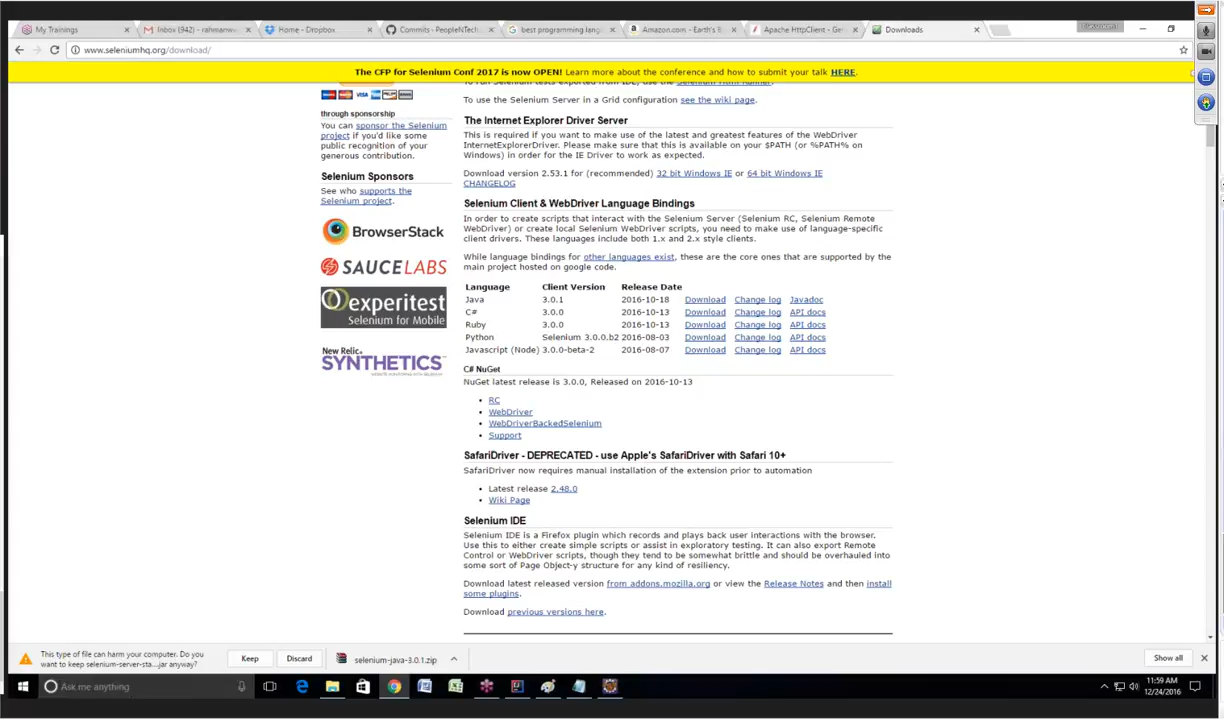 My Trainings
Inbox (942) - rahmanwv
Home - Dropbox
Commits - PeopleNTech
best programming lang
Amazon.com - Earth's B
Apache HttpClient - Ge
Downloads
www.seleniumhq.org/download/
The CFP for Selenium Conf 2017 is now OPEN! Learn more about the conference and how to submit your talk HERE.
VISA
through sponsorship
You can sponsor the Selenium
project if you'd like some
public recognition of your
generous contribution.
Selenium Sponsors
See who supports the
Selenium project.
BrowserStack
SAUCELABS
experitest
Selenium for Mobile
New Relic
SYNTHETICS
To run Selenium tests exported from IDE, use the Selenium Html Runner.
To use the Selenium Server in a Grid configuration see the wiki page.
The Internet Explorer Driver Server
This is required if you want to make use of the latest and greatest features of the WebDriver
InternetExplorerDriver. Please make sure that this is available on your $PATH (or %PATH% on
Windows) in order for the IE Driver to work as expected.
Download version 2.53.1 for (recommended) 32 bit Windows IE or 64 bit Windows IE
CHANGELOG
Selenium Client & WebDriver Language Bindings
In order to create scripts that interact with the Selenium Server (Selenium RC, Selenium Remote
WebDriver) or create local Selenium WebDriver scripts, you need to make use of language-specific
client drivers. These languages include both 1.x and 2.x style clients.
While language bindings for other languages exist, these are the core ones that are supported by the
main project hosted on google code.
Language Client Version Release Date
Java 3.0.1 2016-10-18 Download Change log Javadoc
C# 3.0.0 2016-10-13 Download Change log API docs
Ruby 3.0.0 2016-10-13 Download Change log API docs
Python Selenium 3.0.0.b2 2016-08-03 Download Change log API docs
Javascript (Node) 3.0.0-beta-2 2016-08-07 Download Change log API docs
C# NuGet
NuGet latest release is 3.0.0, Released on 2016-10-13
RC
WebDriver
WebDriverBackedSelenium
Support
SafariDriver - DEPRECATED - use Apple's SafariDriver with Safari 10+
SafariDriver now requires manual installation of the extension prior to automation
Latest release 2.48.0
Wiki Page
Selenium IDE
Selenium IDE is a Firefox plugin which records and plays back user interactions with the browser.
Use this to either create simple scripts or assist in exploratory testing. It can also export Remote
Control or WebDriver scripts, though they tend to be somewhat brittle and should be overhauled into
some sort of Page Object-y structure for any kind of resiliency.
Download latest released version from addons.mozilla.org or view the Release Notes and then install
some plugins.
Download previous versions here.
This type of file can harm your computer. Do you
want to keep selenium-server-sta....jar anyway?
Keep
Discard
selenium-java-3.0.1.zip
Show all
Ask me anything
11:59 AM
12/24/2016